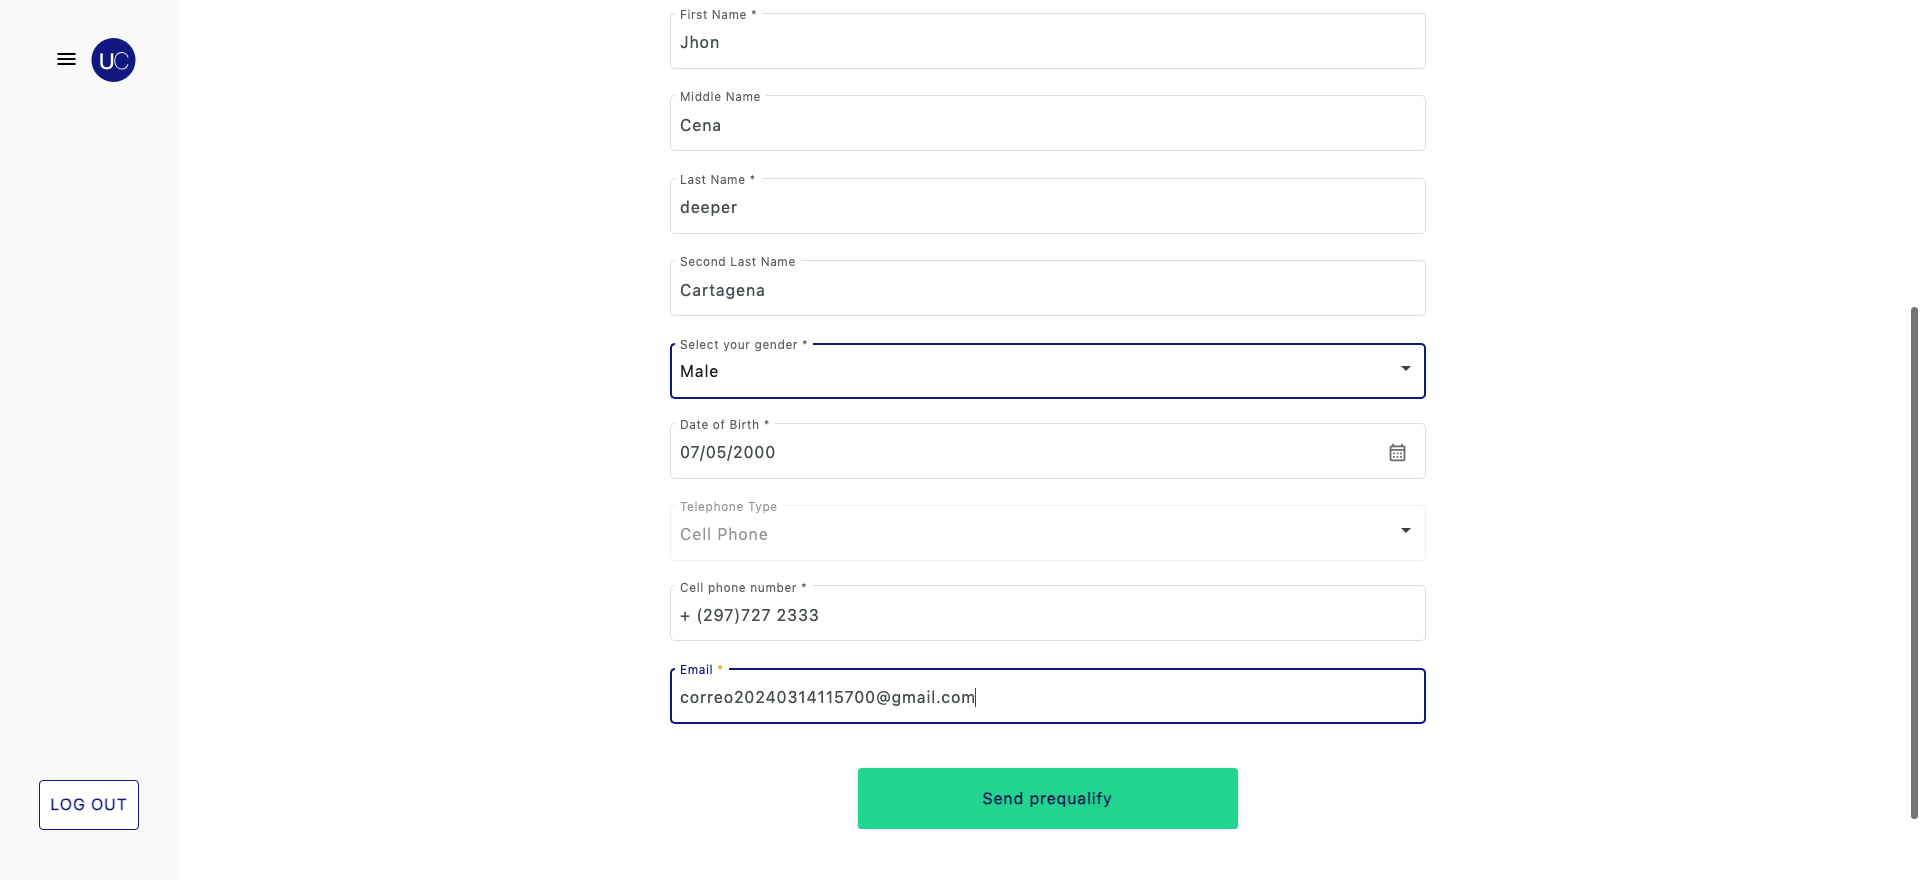 UC
First Name *
Jhon
Middle Name
Cena
Last Name *
deeper
Second Last Name
Cartagena
Select your gender *
Male
Date of Birth *
07/05/2000
Telephone Type
Cell Phone
Cell phone number *
+ (297)727 2333
Email *
correo20240314115700@gmail.com
Send prequalify
LOG OUT